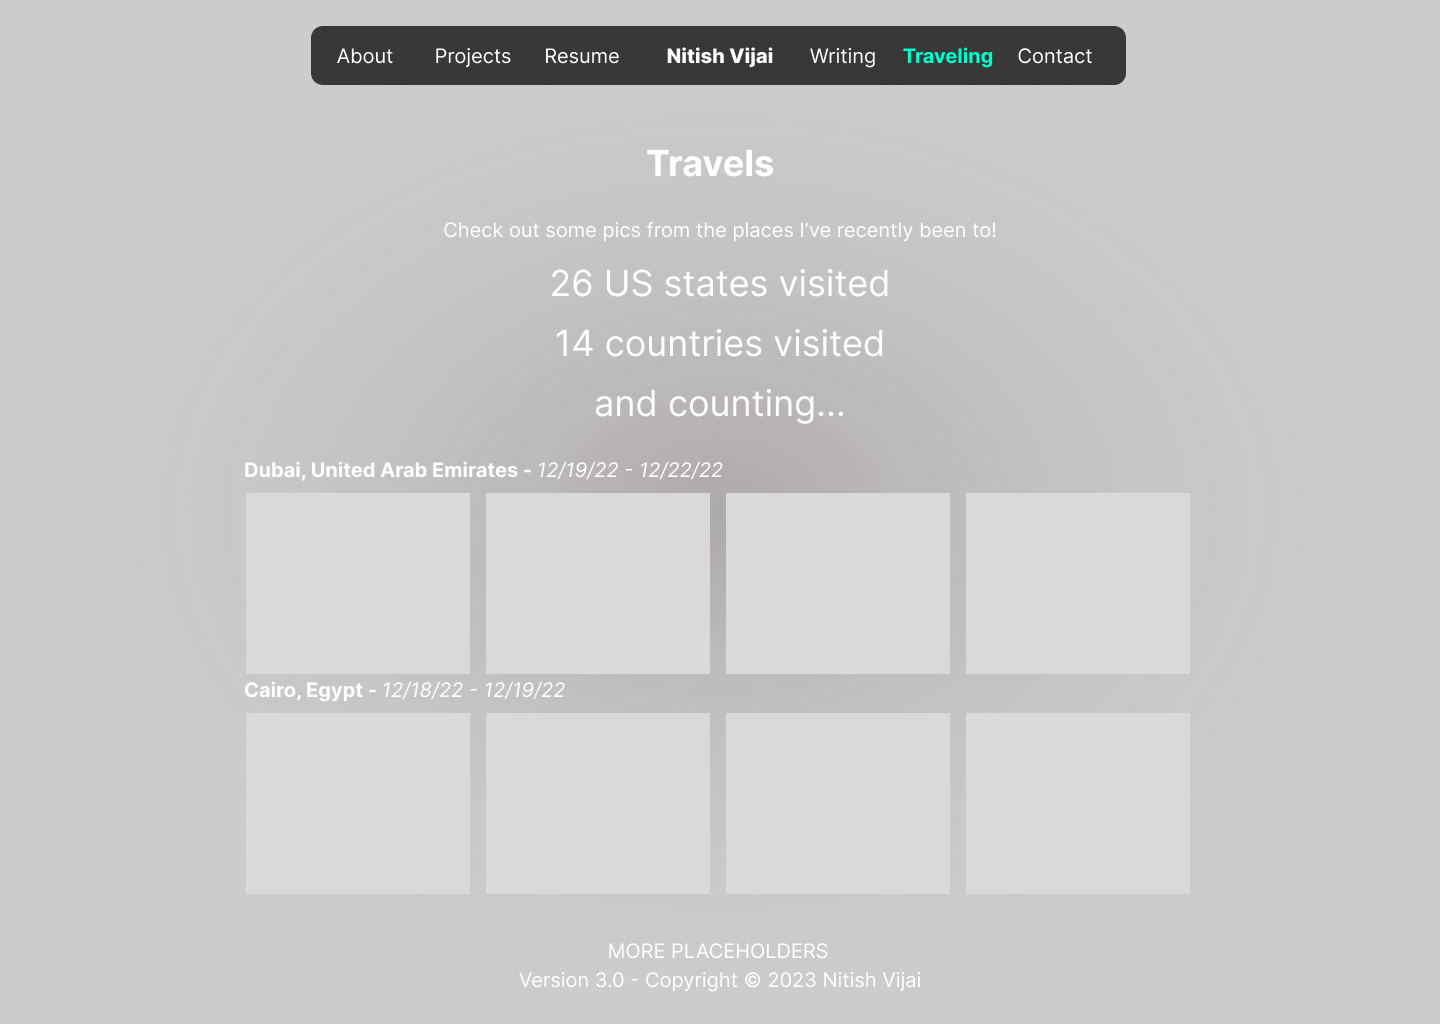 About Projects Resume Nitish Vijai Writing Traveling Contact
Travels
Check out some pics from the places I’ve recently been to!
26 US states visited
14 countries visited
and counting...
Dubai, United Arab Emirates - 12/19/22 - 12/22/22
Cairo, Egypt - 12/18/22 - 12/19/22
MORE PLACEHOLDERS
Version 3.0 - Copyright © 2023 Nitish Vijai